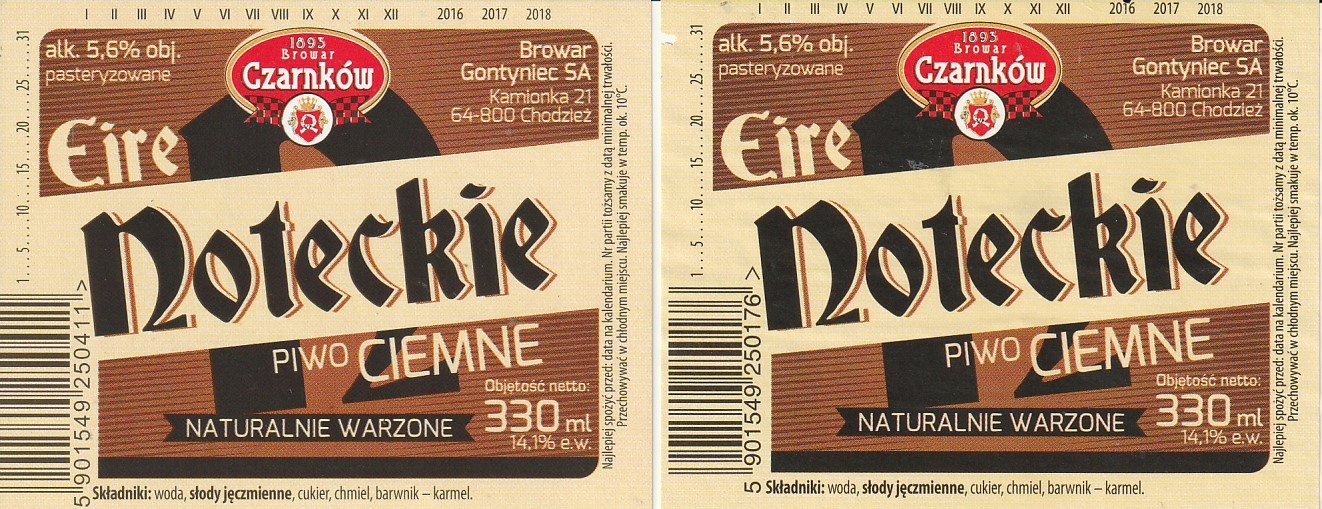 I II III IV V VI VII VIII IX X XI XII 2016 2017 2018
1....5......10......15......20......25......31
alk. 5,6% obj.
pasteryzowane
1893
Browar
Czarnków
Browar
Gontyniec SA
Kamionka 21
64-800 Chodzież
Eire
Noteckie
PIWO CIEMNE
NATURALNIE WARZONE
Objętość netto:
330 ml
14,1% e.w.
Najlepiej spożyć przed: data na kalendarium. Nr partii tożsamy z datą minimalnej trwałości.
Przechowywać w chłodnym miejscu. Najlepiej smakuje w temp. ok. 10°C.
5 901549 250411 >
Składniki: woda, słody jęczmienne, cukier, chmiel, barwnik – karmel.
I II III IV V VI VII VIII IX X XI XII 2016 2017 2018
1....5......10......15......20......25......31
alk. 5,6% obj.
pasteryzowane
1893
Browar
Czarnków
Browar
Gontyniec SA
Kamionka 21
64-800 Chodzież
Eire
Noteckie
PIWO CIEMNE
NATURALNIE WARZONE
Objętość netto:
330 ml
14,1% e.w.
Najlepiej spożyć przed: data na kalendarium. Nr partii tożsamy z datą minimalnej trwałości.
Przechowywać w chłodnym miejscu. Najlepiej smakuje w temp. ok. 10°C.
5 901549 250176 >
Składniki: woda, słody jęczmienne, cukier, chmiel, barwnik – karmel.